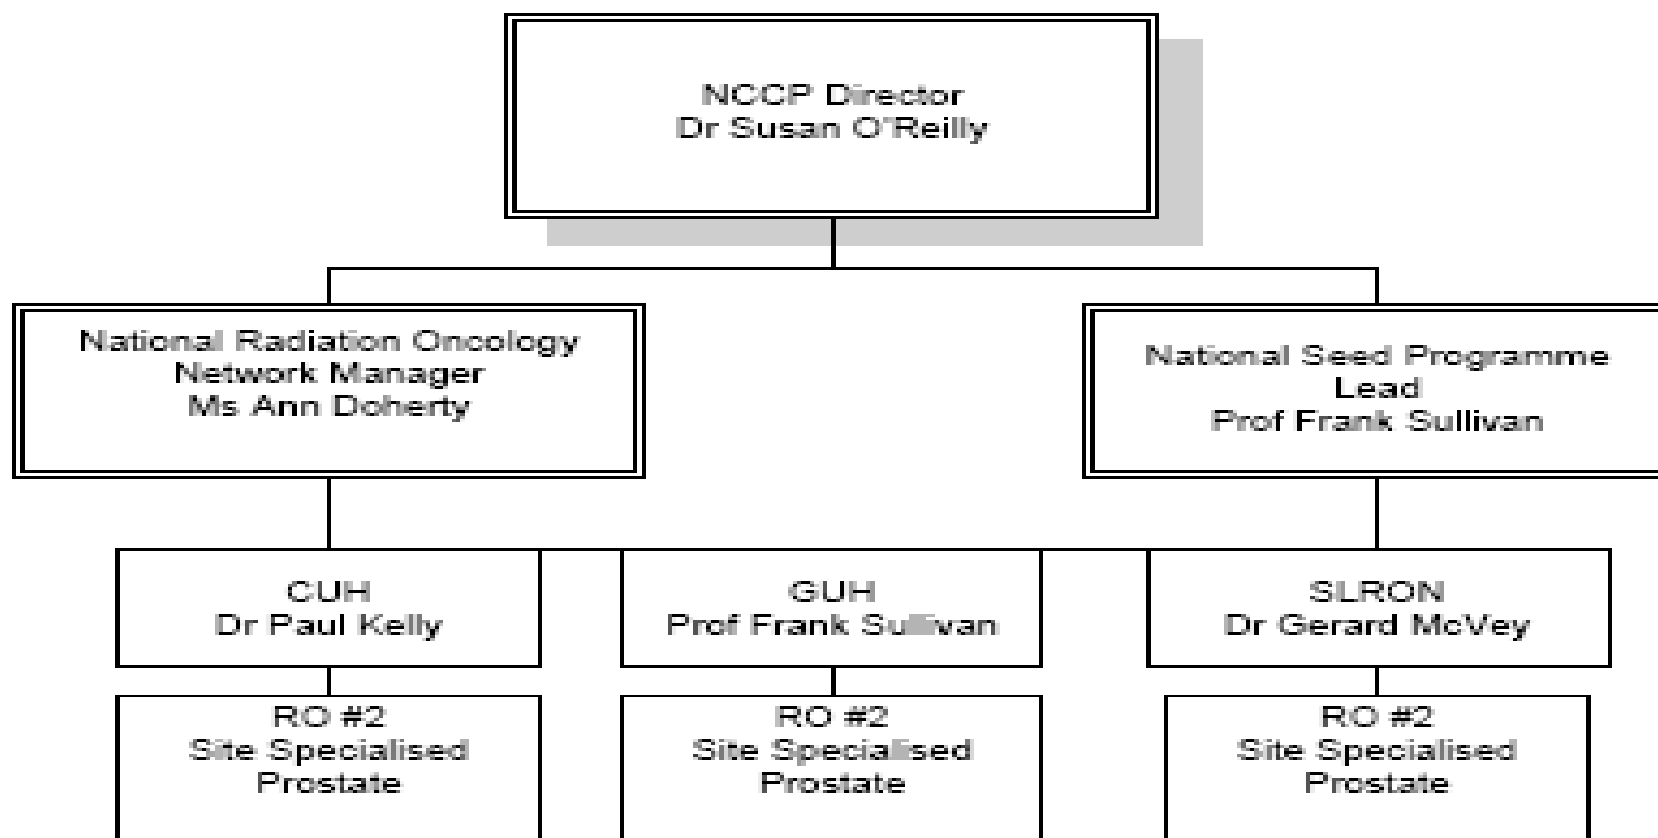 NCCP Director
Dr Susan O'Reilly
National Radiation Oncology
Network Manager
Ms Ann Doherty
National Seed Programme
Lead
Prof Frank Sullivan
CUH
Dr Paul Kelly
GUH
Prof Frank Sullivan
SLRON
Dr Gerard McVey
RO #2
Site Specialised
Prostate
RO #2
Site Specialised
Prostate
RO #2
Site Specialised
Prostate